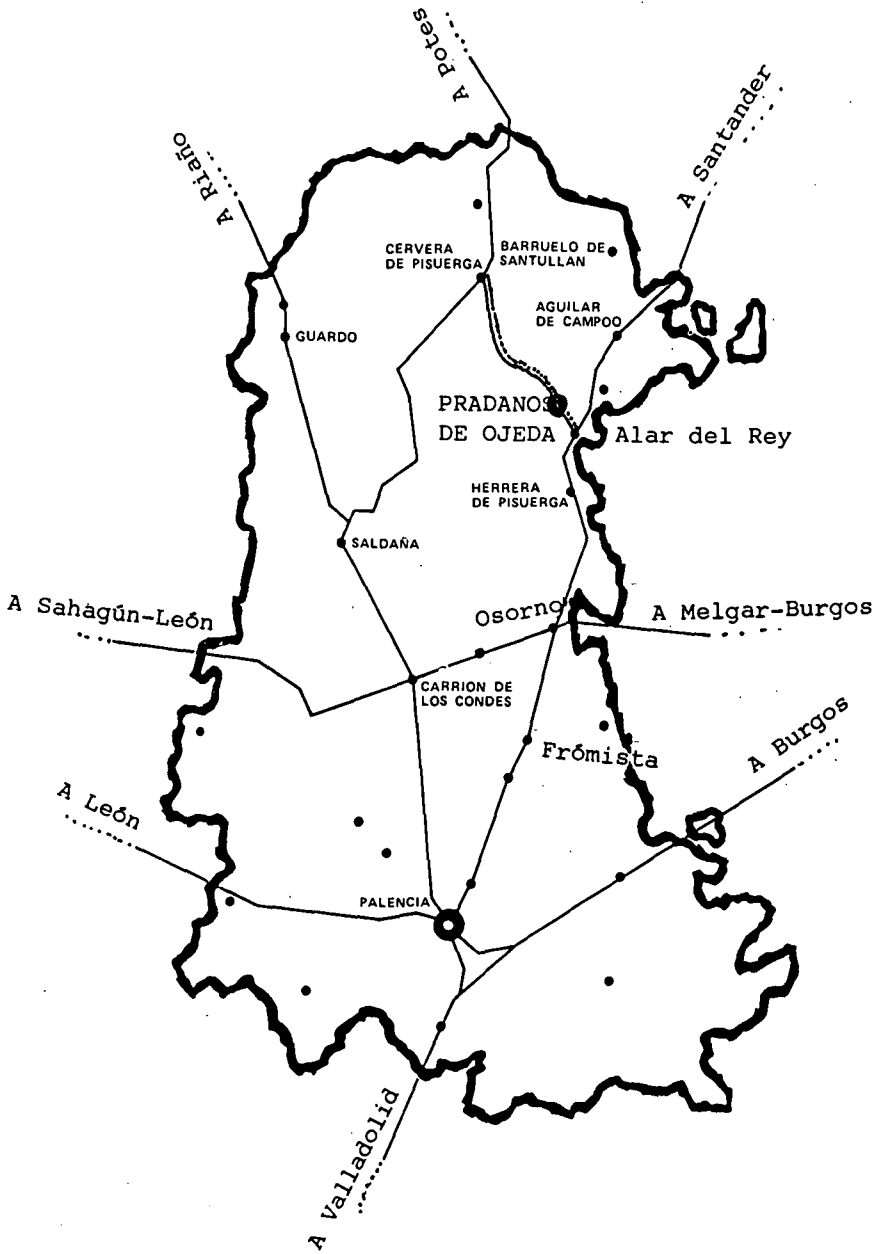 A Potes
A Santander
A Riaño
CERVERA
DE PISUERGA
BARRUELO DE
SANTULLAN
AGUILAR
DE CAMPOO
GUARDO
PRADANOS
DE OJEDA
Alar del Rey
HERRERA
DE PISUERGA
SALDAÑA
A Sahagún-León
Osorno
A Melgar-Burgos
CARRION DE
LOS CONDES
Frómista
A Burgos
A León
PALENCIA
A Valladolid